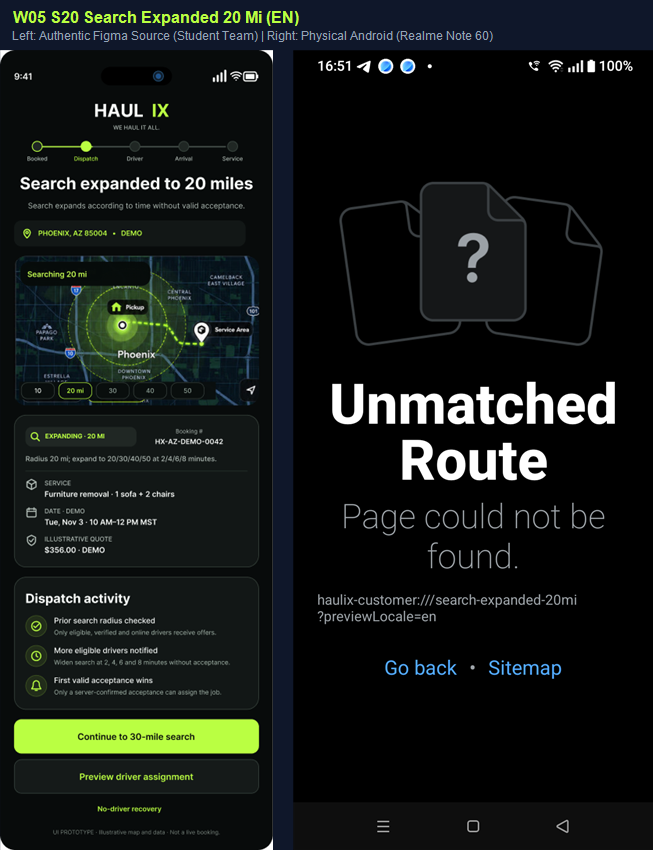 W05 S20 Search Expanded 20 Mi (EN)
Left: Authentic Figma Source (Student Team) | Right: Physical Android (Realme Note 60)
9:41
HAUL IX
WE HAUL IT ALL.
Booked Dispatch Driver Arrival Service
Search expanded to 20 miles
Search expands according to time without valid acceptance.
PHOENIX, AZ 85004 • DEMO
Searching 20 mi
CAMELBACK
EAST VILLAGE
17
CENTRAL
PHOENIX
Pickup
101
PAPAGO
PARK
Service Area
10
Phoenix
ESTRELLA
DOWNTOWN
PHOENIX
10 20 mi 30 40 50
EXPANDING · 20 MI
Booking #
HX-AZ-DEMO-0042
Radius 20 mi; expand to 20/30/40/50 at 2/4/6/8 minutes.
SERVICE
Furniture removal · 1 sofa + 2 chairs
DATE · DEMO
Tue, Nov 3 · 10 AM–12 PM MST
ILLUSTRATIVE QUOTE
$356.00 · DEMO
Dispatch activity
Prior search radius checked
Only eligible, verified and online drivers receive offers.
More eligible drivers notified
Widen search at 2, 4, 6 and 8 minutes without acceptance.
First valid acceptance wins
Only a server-confirmed acceptance can assign the job.
Continue to 30-mile search
Preview driver assignment
No-driver recovery
UI PROTOTYPE · Illustrative map and data · Not a live booking.
16:51
100%
?
Unmatched
Route
Page could not be
found.
haulix-customer:///search-expanded-20mi
?previewLocale=en
Go back • Sitemap